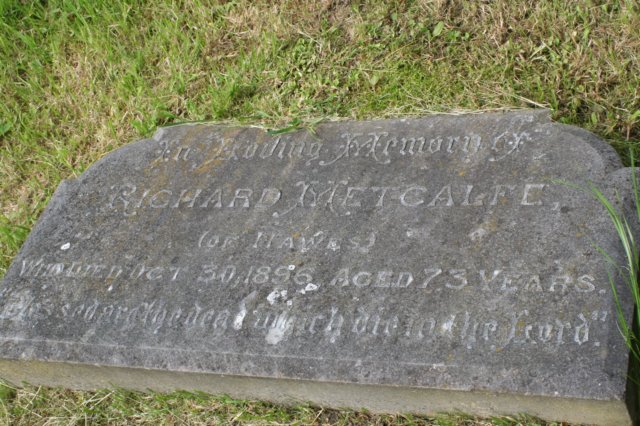 In Loving Memory of
RICHARD METCALFE,
(OF HAWES)
WHO DIED OCT 30, 1896 AGED 73 YEARS.
Blessed are the dead which die in the Lord."